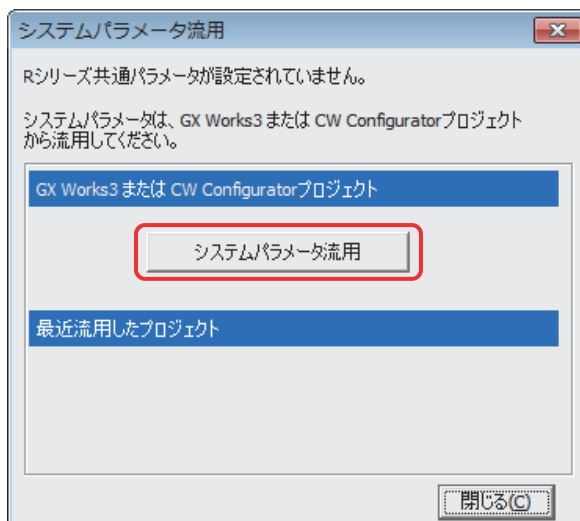 システムパラメータ流用
Rシリーズ共通パラメータが設定されていません。
システムパラメータは、GX Works3 または CW Configuratorプロジェクト
から流用してください。
GX Works3 または CW Configuratorプロジェクト
システムパラメータ流用
最近流用したプロジェクト
閉じる(C)